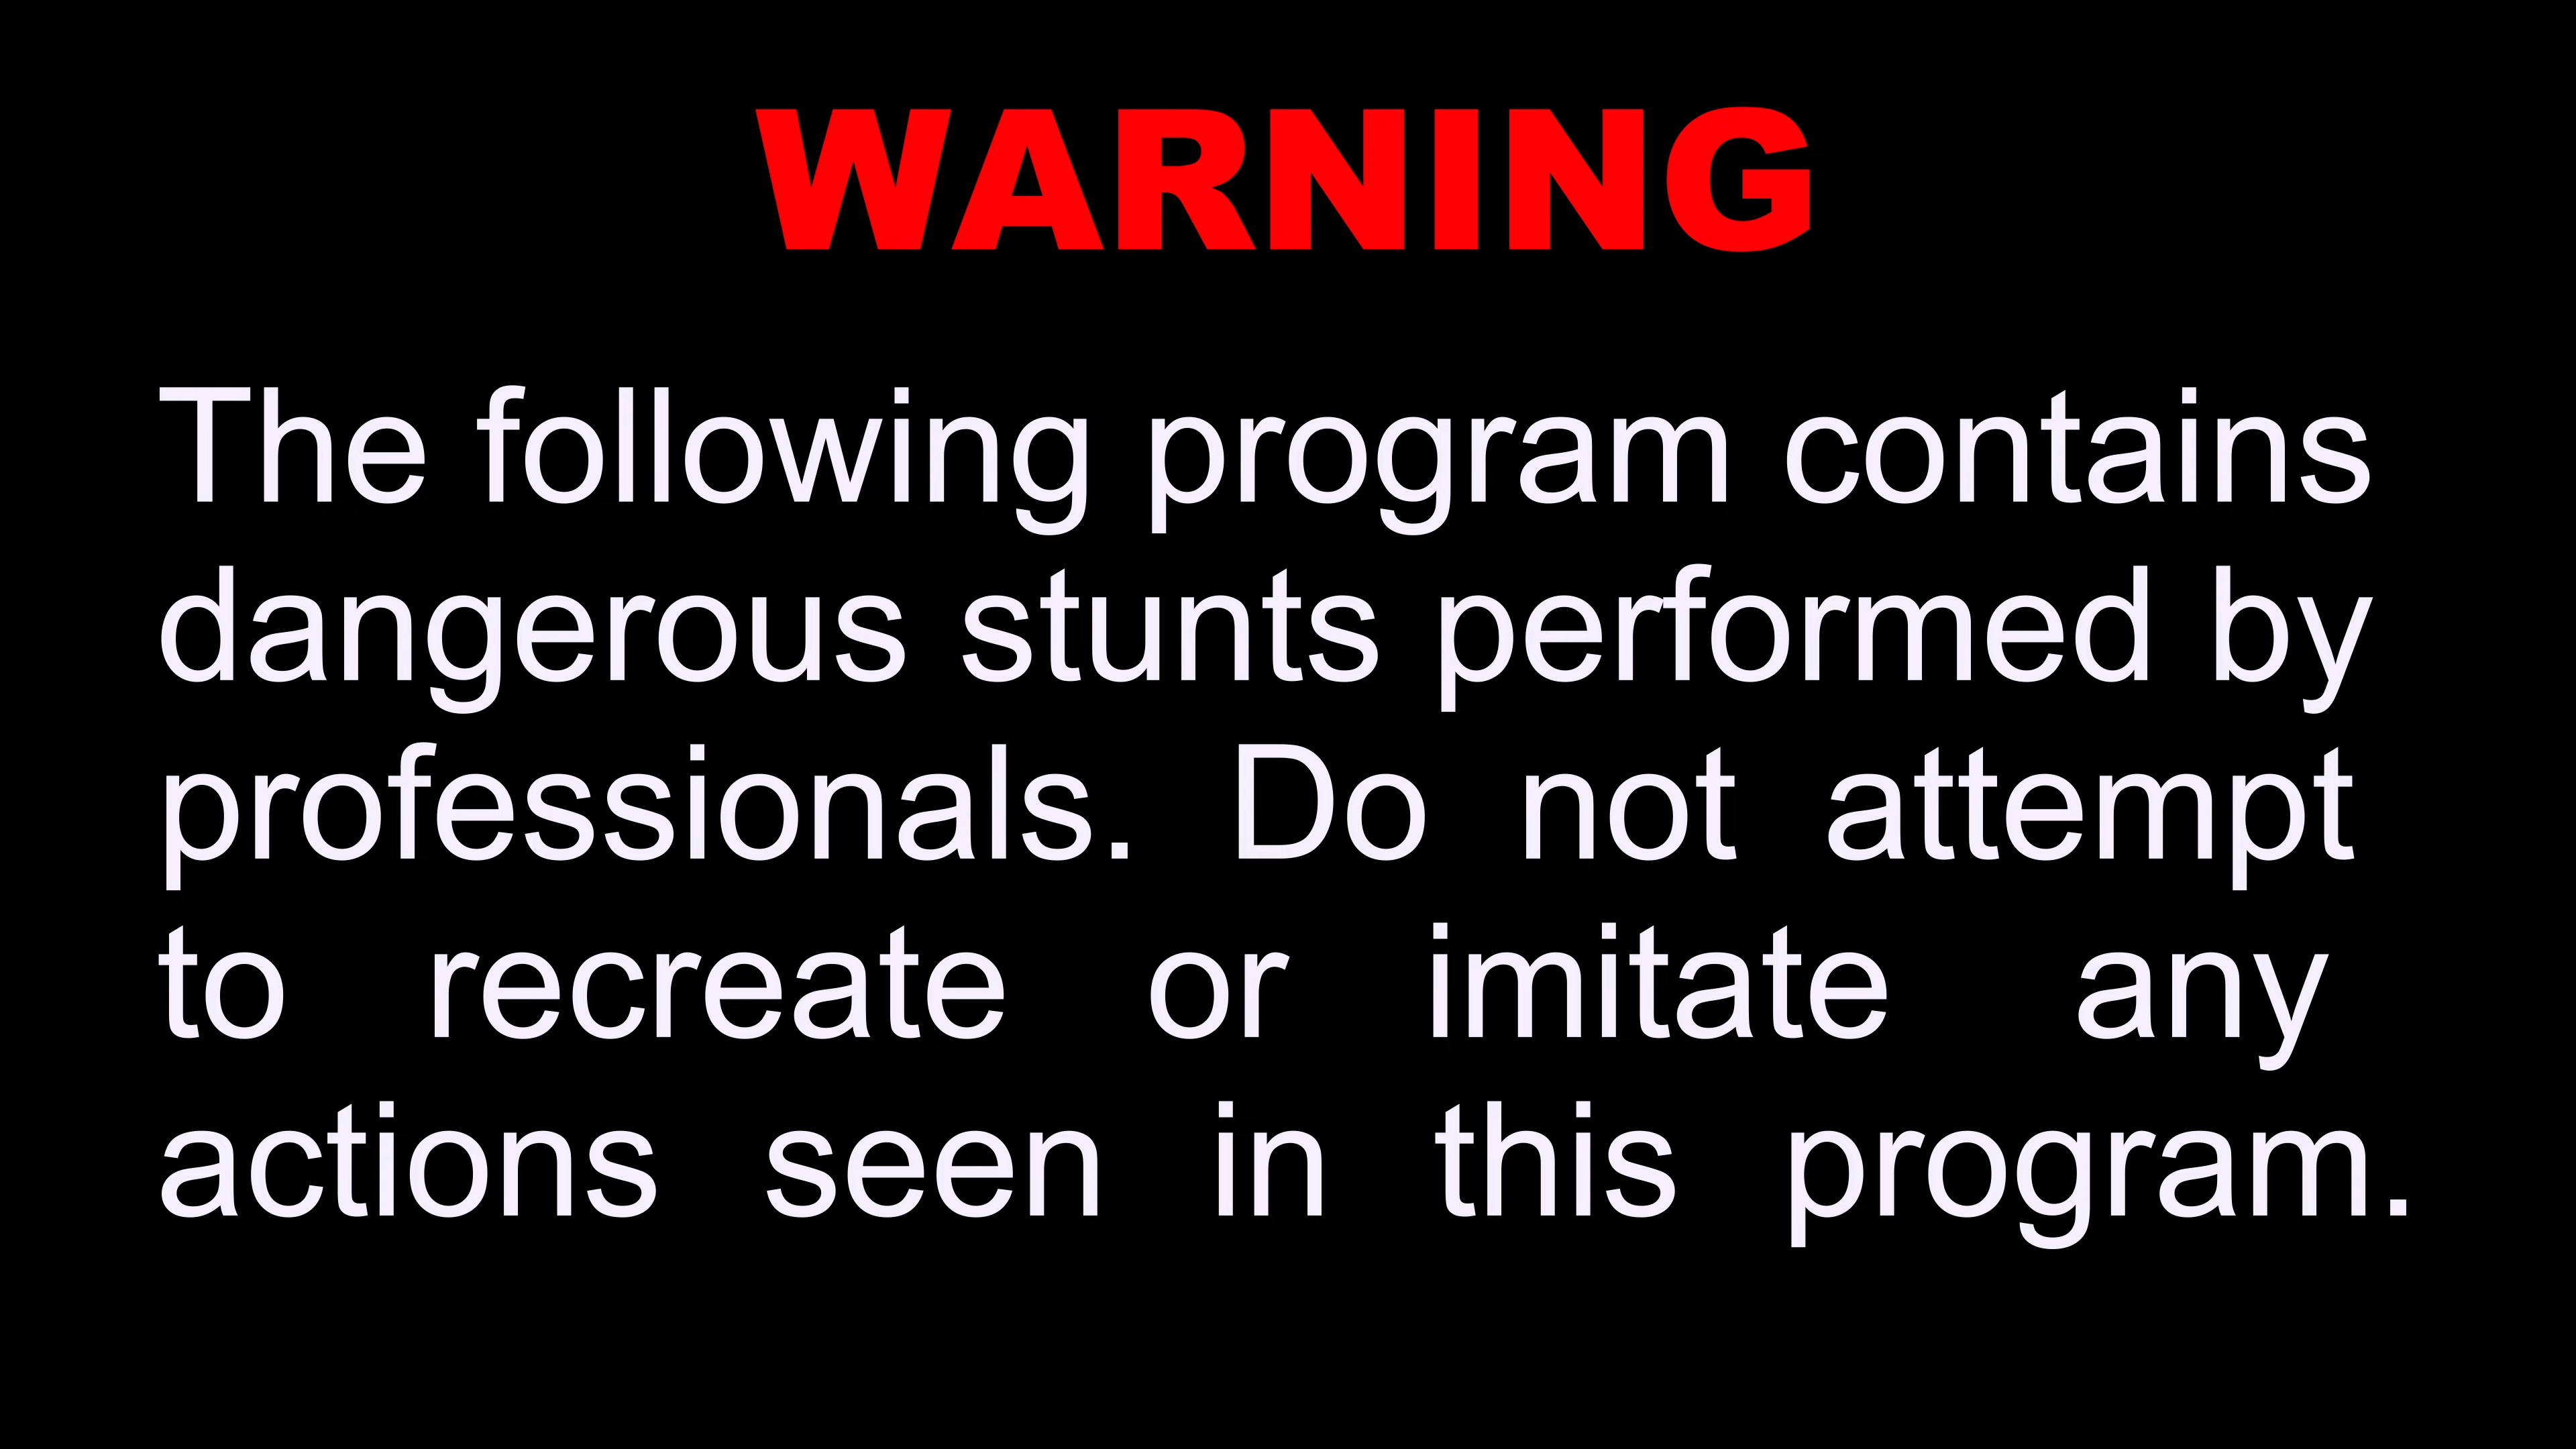 WARNING
The following program contains
dangerous stunts performed by
professionals. Do not attempt
to recreate or imitate any
actions seen in this program.